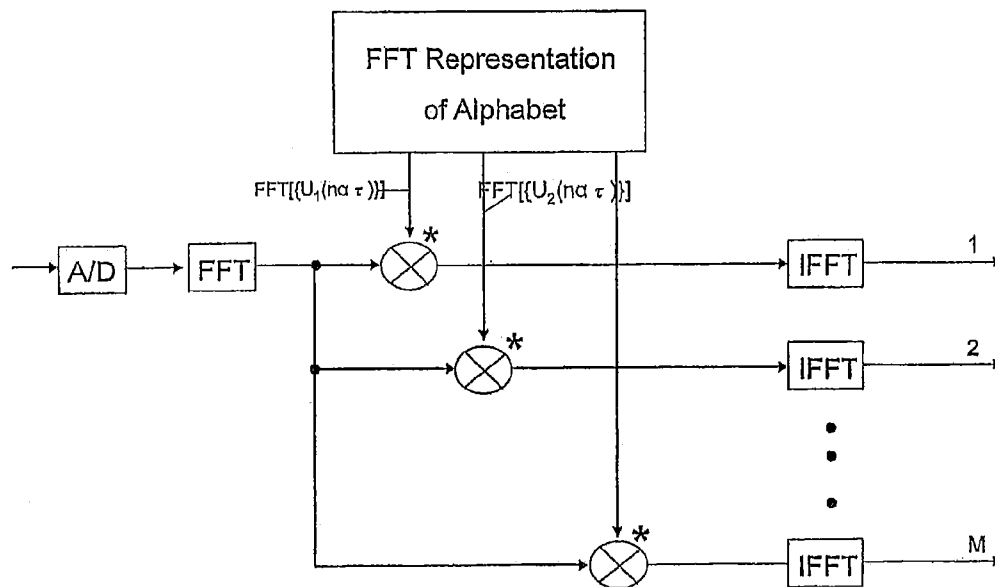 FFT Representation
of Alphabet
FFT[{U₁(nα τ)}]
FFT[{U₂(nα τ)}]
*
A/D
FFT
IFFT
1
*
IFFT
2
*
IFFT
M